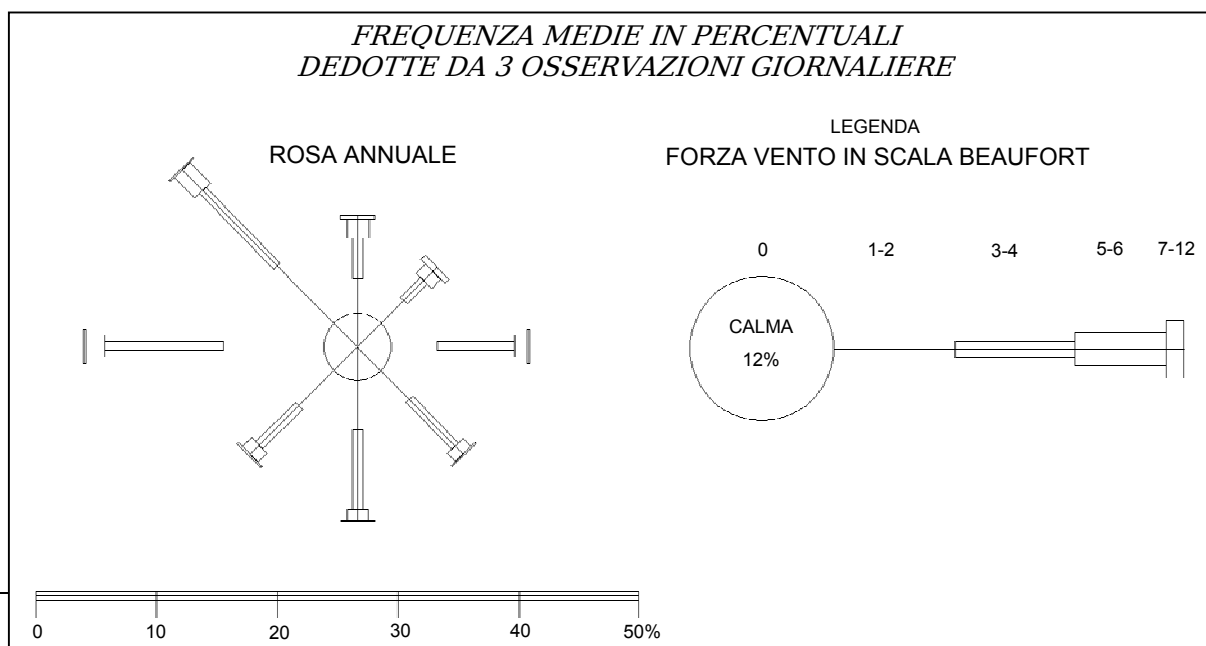 FREQUENZA MEDIE IN PERCENTUALI
DEDOTTE DA 3 OSSERVAZIONI GIORNALIERE
LEGENDA
ROSA ANNUALE
FORZA VENTO IN SCALA BEAUFORT
0 1-2 3-4 5-6 7-12
CALMA
12%
0 10 20 30 40 50%